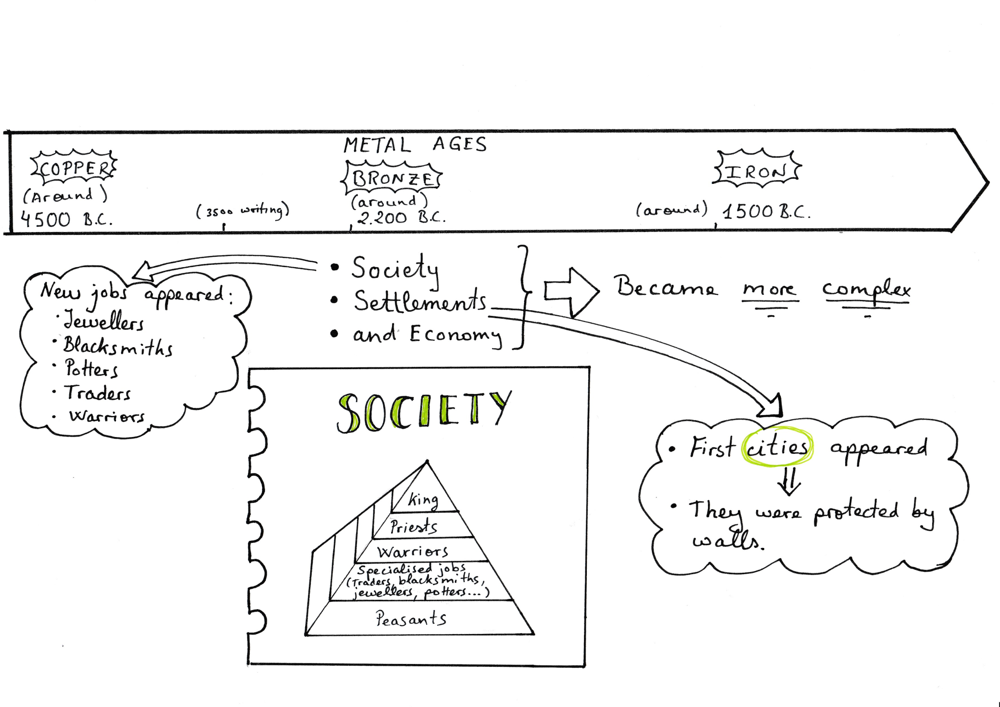 METAL AGES
COPPER
(Around)
4500 B.C.
(3500 writing)
BRONZE
(around)
2.200 B.C.
IRON
(around) 1500 B.C.
• Society
• Settlements
• and Economy
Became more complex
New jobs appeared:
• Jewellers
• Blacksmiths
• Potters
• Traders
• Warriors
SOCIETY
King
Priests
Warriors
Specialised jobs
(Traders, blacksmiths,
jewellers, potters...)
Peasants
• First cities appeared
• They were protected by
walls.